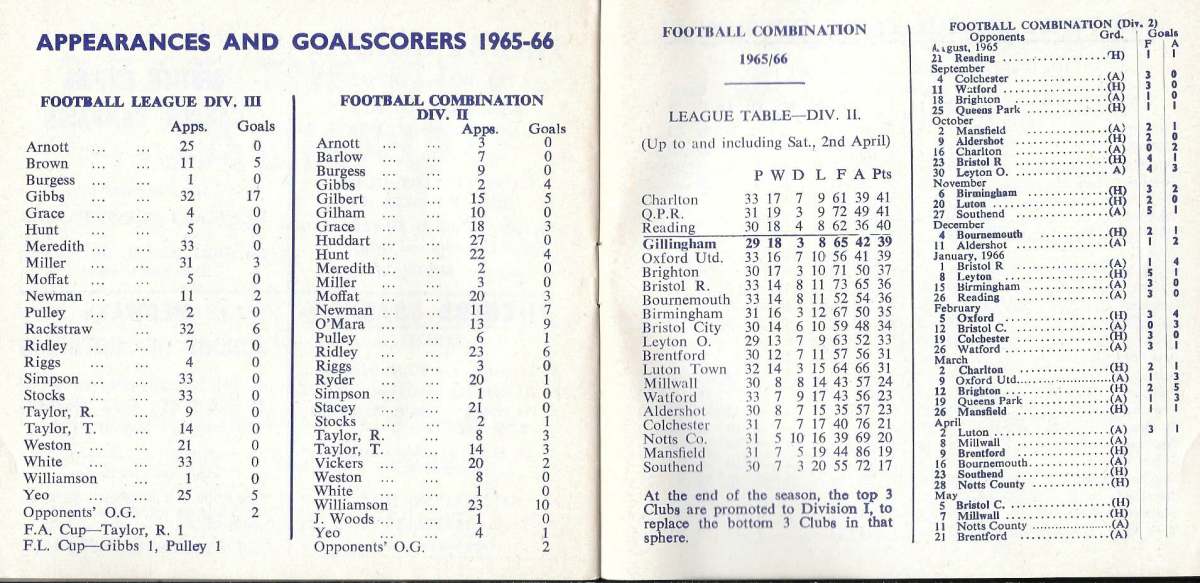 APPEARANCES AND GOALSCORERS 1965-66
FOOTBALL LEAGUE DIV. III
Apps. Goals
Arnott ... ... 25 0
Brown ... ... 11 5
Burgess ... ... 1 0
Gibbs ... ... 32 17
Grace ... ... 4 0
Hunt ... ... 5 0
Meredith ... ... 33 0
Miller ... ... 31 3
Moffat ... ... 5 0
Newman ... ... 11 2
Pulley ... ... 2 0
Rackstraw ... 32 6
Ridley ... ... 7 0
Riggs ... ... 4 0
Simpson ... ... 33 0
Stocks ... ... 33 0
Taylor, R. ... 9 0
Taylor, T. ... 14 0
Weston ... ... 21 0
White ... ... 33 0
Williamson ... 1 0
Yeo ... ... 25 5
Opponents' O.G. 2
F.A. Cup—Taylor, R. 1
F.L. Cup—Gibbs 1, Pulley 1
FOOTBALL COMBINATION
DIV. II
Apps. Goals
Arnott ... ... 3 0
Barlow ... ... 7 0
Burgess ... ... 9 0
Gibbs ... ... 2 4
Gilbert ... ... 15 5
Gilham ... ... 10 0
Grace ... ... 18 3
Huddart ... ... 27 0
Hunt ... ... 22 4
Meredith ... ... 2 0
Miller ... ... 3 0
Moffat ... ... 20 3
Newman ... ... 11 7
O'Mara ... ... 13 9
Pulley ... ... 6 1
Ridley ... ... 23 6
Riggs ... ... 3 0
Ryder ... ... 20 1
Simpson ... ... 1 0
Stacey ... ... 21 0
Stocks ... ... 2 1
Taylor, R. ... 8 3
Taylor, T. ... 14 3
Vickers ... ... 20 2
Weston ... ... 8 0
White ... ... 1 0
Williamson ... 23 10
J. Woods ... ... 1 0
Yeo ... ... 4 1
Opponents' O.G. 2
FOOTBALL COMBINATION
1965/66
LEAGUE TABLE—DIV. II.
(Up to and including Sat., 2nd April)
P W D L F A Pts
Charlton 33 17 7 9 61 39 41
Q.P.R. 31 19 3 9 72 49 41
Reading 30 18 4 8 62 36 40
Gillingham 29 18 3 8 65 42 39
Oxford Utd. 33 16 7 10 56 41 39
Brighton 30 17 3 10 71 50 37
Bristol R. 33 14 8 11 73 65 36
Bournemouth 33 14 8 11 52 54 36
Birmingham 31 16 3 12 67 50 35
Bristol City 30 14 6 10 59 48 34
Leyton O. 29 13 7 9 63 52 33
Brentford 30 12 7 11 57 56 31
Luton Town 32 14 3 15 64 66 31
Millwall 30 8 8 14 43 57 24
Watford 33 7 9 17 43 56 23
Aldershot 30 8 7 15 35 57 23
Colchester 31 7 7 17 40 76 21
Notts Co. 31 5 10 16 39 69 20
Mansfield 31 7 5 19 44 86 19
Southend 30 7 3 20 55 72 17
At the end of the season, the top 3
Clubs are promoted to Division I, to
replace the bottom 3 Clubs in that
sphere.
FOOTBALL COMBINATION (Div. 2)
Opponents Grd. Goals
F A
August, 1965
21 Reading (H) 1 1
September
4 Colchester (A) 3 0
11 Watford (H) 3 0
18 Brighton (A) 1 0
25 Queens Park (H) 1 1
October
2 Mansfield (A) 2 1
9 Aldershot (H) 2 0
16 Charlton (A) 0 2
23 Bristol R (H) 4 1
30 Leyton O. A) 4 3
November
6 Birmingham (H) 3 2
20 Luton (H) 2 0
27 Southend (A) 5 1
December
4 Bournemouth (H) 2 1
11 Aldershot (A) 1 2
January, 1966
1 Bristol R (A) 1 4
8 Leyton (H) 5 1
15 Birmingham (A) 3 0
26 Reading (A) 3 0
February
5 Oxford (H) 3 4
12 Bristol C. (A) 0 3
19 Colchester (H) 3 0
26 Watford (A) 3 1
March
2 Charlton (H) 2 1
9 Oxford Utd. (A) 1 3
12 Brighton (H) 2 5
19 Queens Park (A) 1 3
26 Mansfield (H) 1 1
April
2 Luton (A) 3 1
8 Millwall (A)
9 Brentford (H)
16 Bournemouth (A)
23 Southend (H)
28 Notts County (H)
May
5 Bristol C. (H)
7 Millwall (H)
11 Notts County (A)
21 Brentford (A)